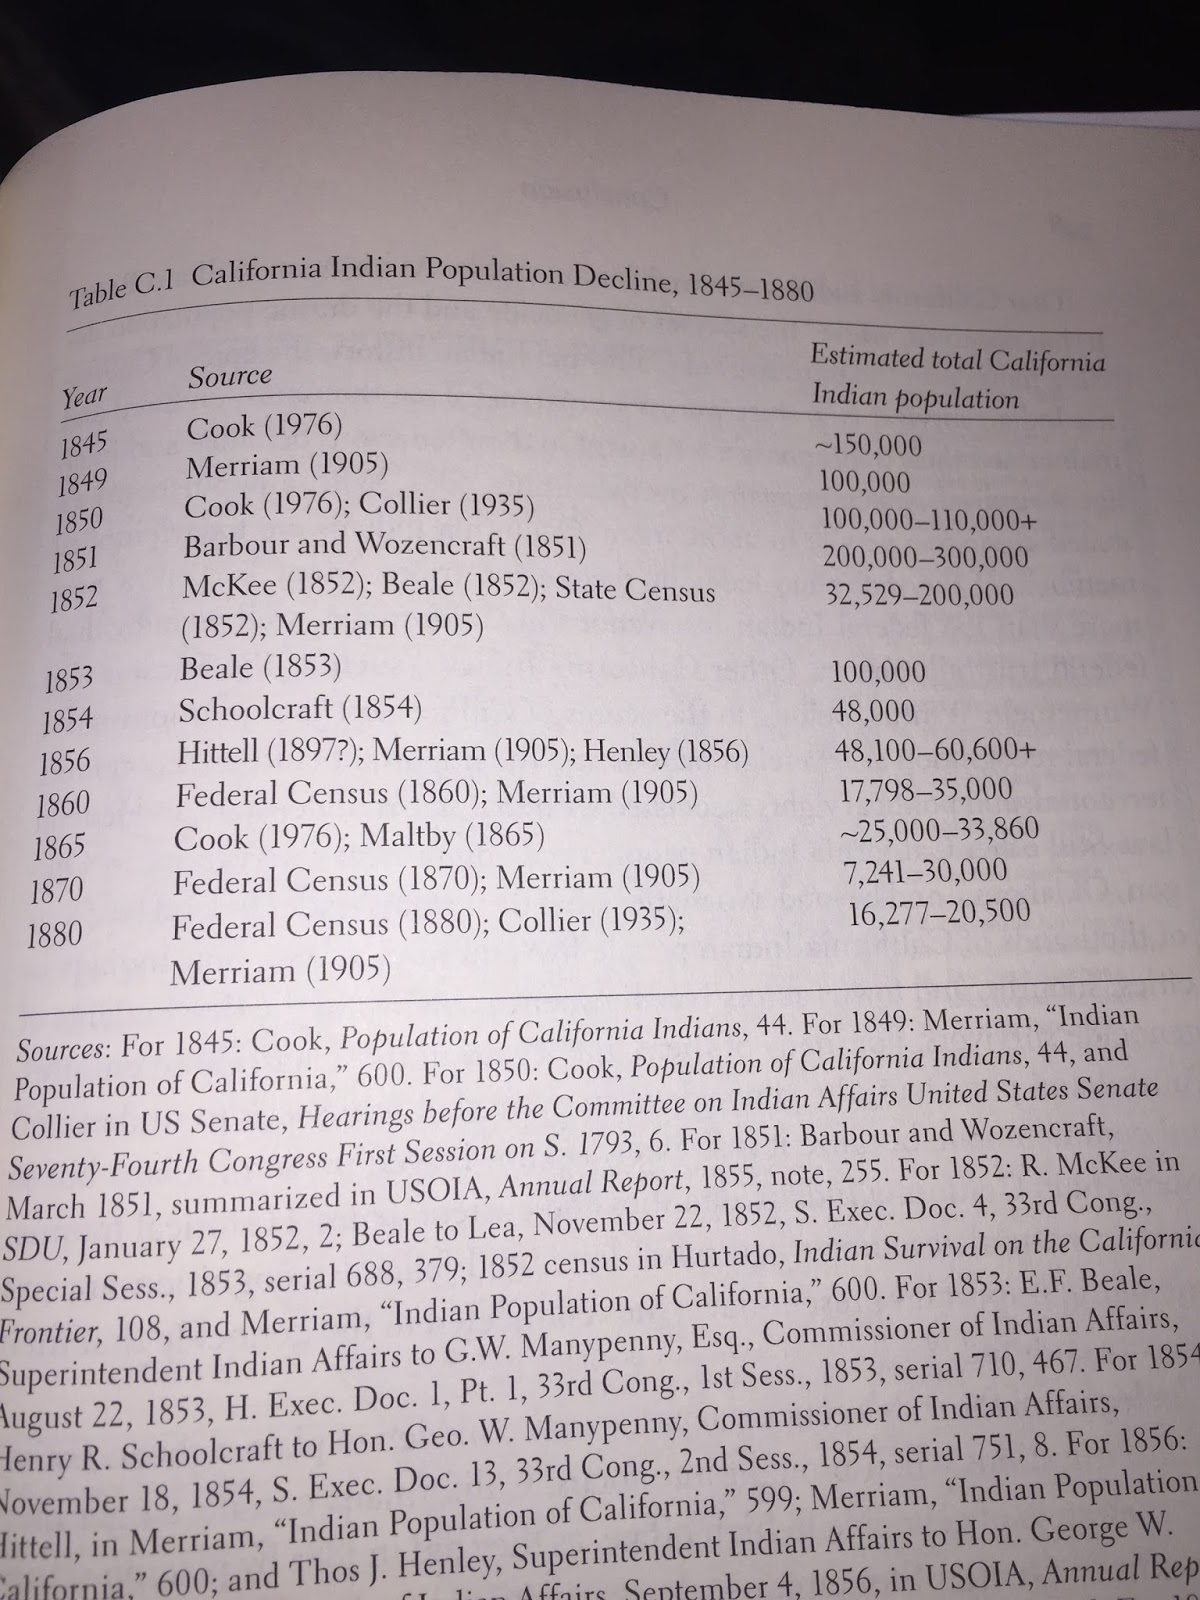 Table C.1 California Indian Population Decline, 1845–1880
Year Source Estimated total California Indian population
1845 Cook (1976) ~150,000
1849 Merriam (1905) 100,000
1850 Cook (1976); Collier (1935) 100,000–110,000+
1851 Barbour and Wozencraft (1851) 200,000–300,000
1852 McKee (1852); Beale (1852); State Census 32,529–200,000
(1852); Merriam (1905)
1853 Beale (1853) 100,000
1854 Schoolcraft (1854) 48,000
1856 Hittell (1897?); Merriam (1905); Henley (1856) 48,100–60,600+
1860 Federal Census (1860); Merriam (1905) 17,798–35,000
1865 Cook (1976); Maltby (1865) ~25,000–33,860
1870 Federal Census (1870); Merriam (1905) 7,241–30,000
1880 Federal Census (1880); Collier (1935); 16,277–20,500
Merriam (1905)
Sources: For 1845: Cook, Population of California Indians, 44. For 1849: Merriam, “Indian
Population of California,” 600. For 1850: Cook, Population of California Indians, 44, and
Collier in US Senate, Hearings before the Committee on Indian Affairs United States Senate
Seventy-Fourth Congress First Session on S. 1793, 6. For 1851: Barbour and Wozencraft,
March 1851, summarized in USOIA, Annual Report, 1855, note, 255. For 1852: R. McKee in
SDU, January 27, 1852, 2; Beale to Lea, November 22, 1852, S. Exec. Doc. 4, 33rd Cong.,
Special Sess., 1853, serial 688, 379; 1852 census in Hurtado, Indian Survival on the California
Frontier, 108, and Merriam, “Indian Population of California,” 600. For 1853: E.F. Beale,
Superintendent Indian Affairs to G.W. Manypenny, Esq., Commissioner of Indian Affairs,
August 22, 1853, H. Exec. Doc. 1, Pt. 1, 33rd Cong., 1st Sess., 1853, serial 710, 467. For 1854
Henry R. Schoolcraft to Hon. Geo. W. Manypenny, Commissioner of Indian Affairs,
November 18, 1854, S. Exec. Doc. 13, 33rd Cong., 2nd Sess., 1854, serial 751, 8. For 1856:
Hittell, in Merriam, “Indian Population of California,” 599; Merriam, “Indian Population
California,” 600; and Thos J. Henley, Superintendent Indian Affairs to Hon. George W.
of Indian Affairs, September 4, 1856, in USOIA, Annual Rep